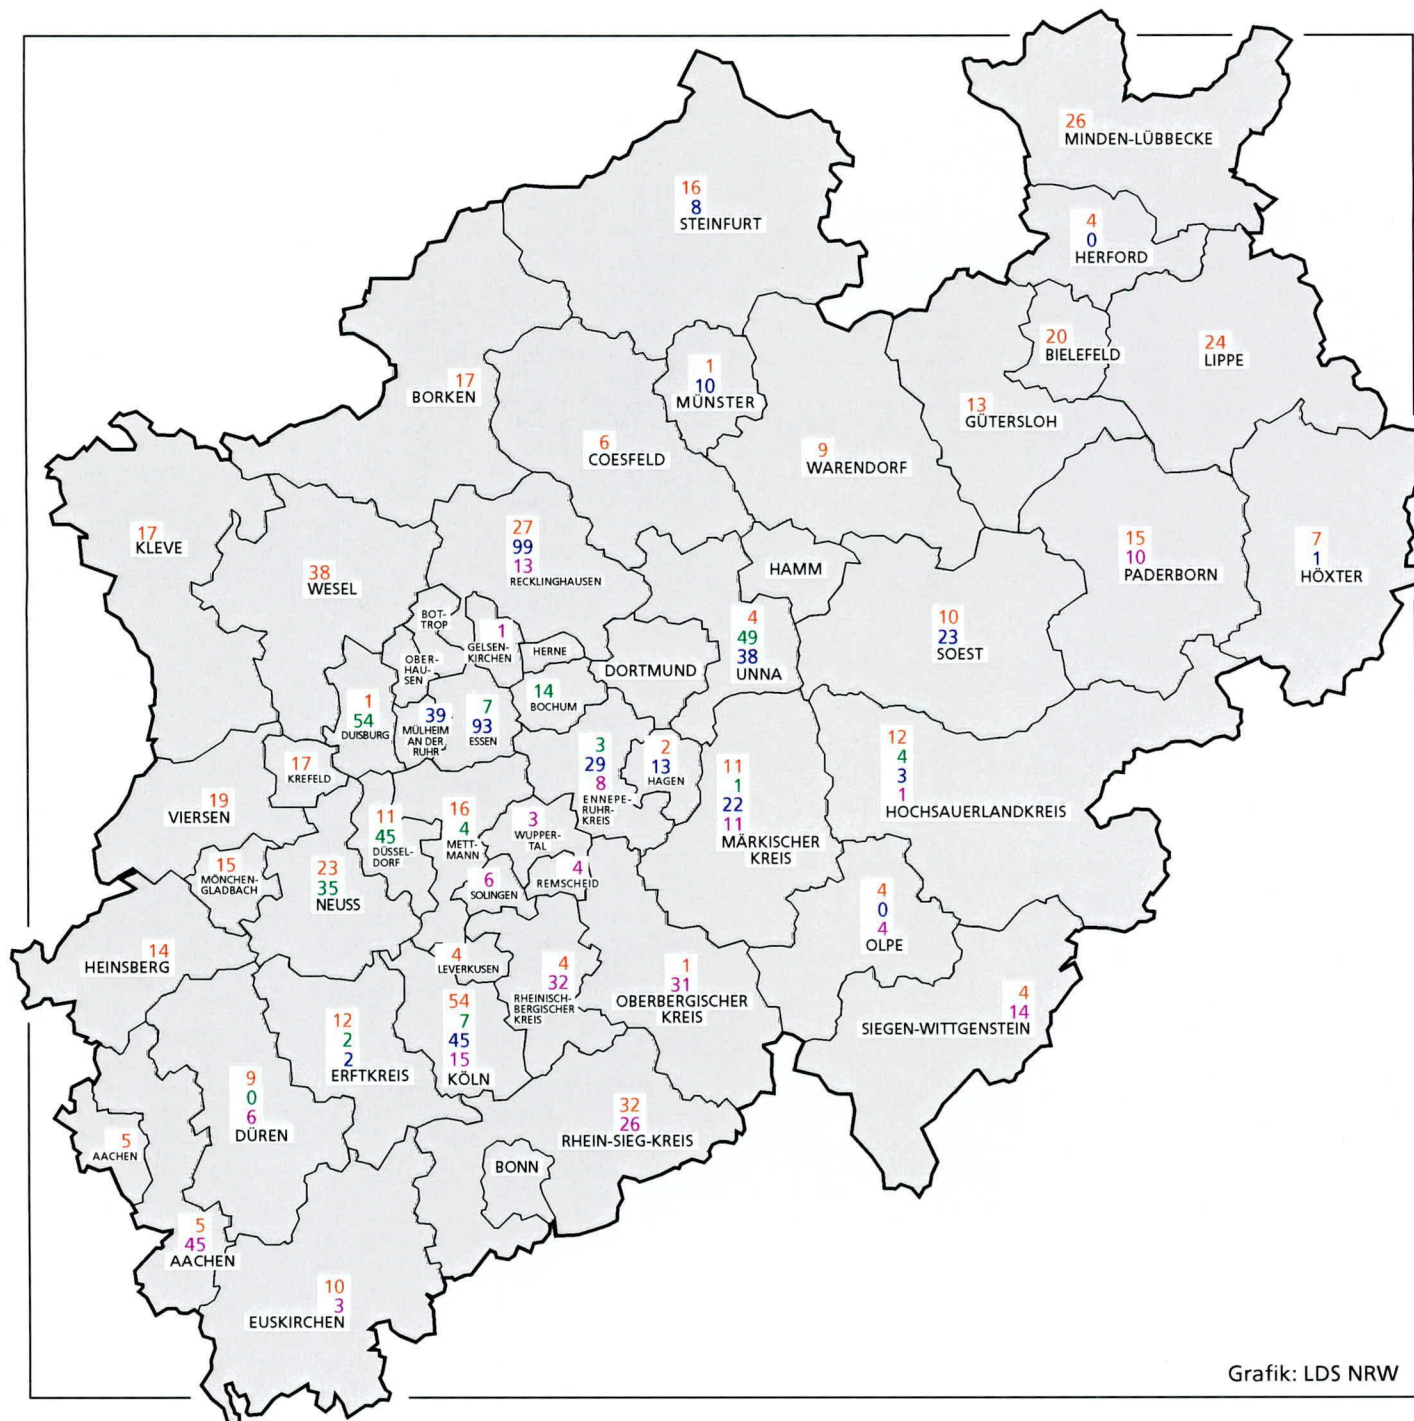 26
MINDEN-LÜBBECKE
16
8
STEINFURT
4
0
HERFORD
20
BIELEFELD
24
LIPPE
17
BORKEN
1
10
MÜNSTER
13
GÜTERSLOH
6
COESFELD
9
WARENDORF
17
KLEVE
38
WESEL
27
99
13
RECKLINGHAUSEN
HAMM
15
10
PADERBORN
7
1
HÖXTER
BOT-
TROP
1
GELSEN-
KIRCHEN
HERNE
OBER-
HAU-
SEN
DORTMUND
4
49
38
UNNA
10
23
SOEST
1
54
DUISBURG
39
MÜLHEIM
AN DER
RUHR
7
93
ESSEN
14
BOCHUM
17
KREFELD
3
29
8
ENNEPE-
RUHR-
KREIS
2
13
HAGEN
11
1
22
11
MÄRKISCHER
KREIS
12
4
3
1
HOCHSAUERLANDKREIS
19
VIERSEN
11
45
DÜSSEL-
DORF
16
4
METT-
MANN
3
WUPPER-
TAL
15
MÖNCHEN-
GLADBACH
23
35
NEUSS
6
SOLINGEN
4
REMSCHEID
4
0
4
OLPE
14
HEINSBERG
4
LEVERKUSEN
4
32
RHEINISCH-
BERGISCHER
KREIS
1
31
OBERBERGISCHER
KREIS
4
14
SIEGEN-WITTGENSTEIN
12
2
2
ERFTKREIS
54
7
45
15
KÖLN
9
0
6
DÜREN
32
26
RHEIN-SIEG-KREIS
5
AACHEN
BONN
5
45
AACHEN
10
3
EUSKIRCHEN
Grafik: LDS NRW